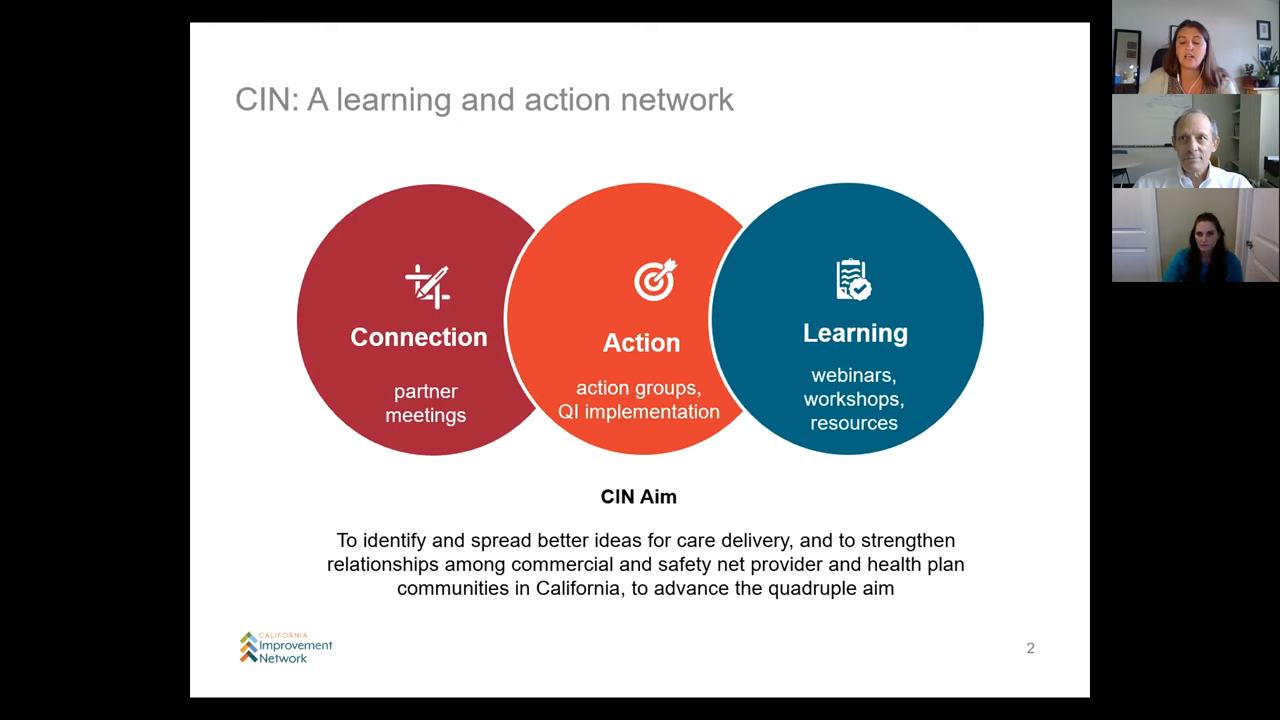 CIN: A learning and action network
Connection
partner
meetings
Action
action groups,
QI implementation
Learning
webinars,
workshops,
resources
CIN Aim
To identify and spread better ideas for care delivery, and to strengthen
relationships among commercial and safety net provider and health plan
communities in California, to advance the quadruple aim
CALIFORNIA
Improvement
Network
2